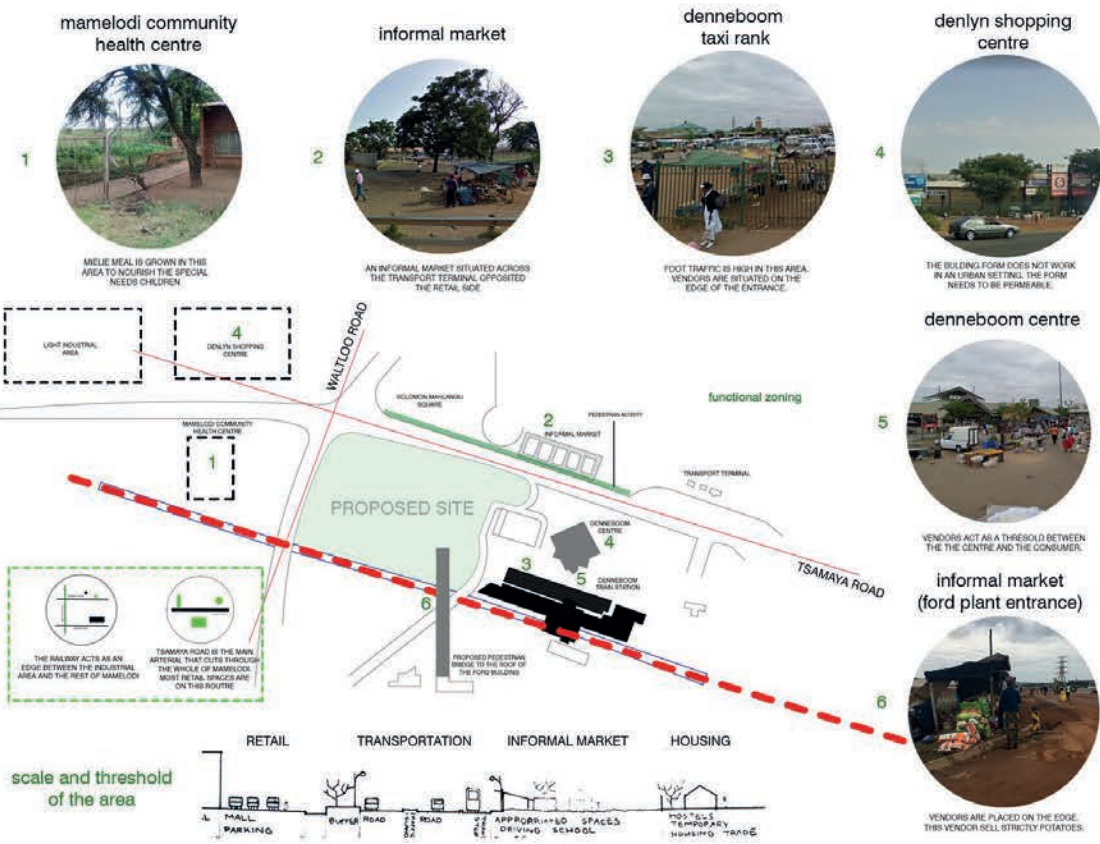 mamelodi community
health centre
1
MIELIE MEAL IS GROWN IN THIS
AREA TO NOURISH THE SPECIAL
NEEDS CHILDREN
informal market
2
AN INFORMAL MARKET SITUATED ACROSS
THE TRANSPORT TERMINAL OPPOSITED
THE RETAIL SIDE
denneboom
taxi rank
3
FOOT TRAFFIC IS HIGH IN THIS AREA.
VENDORS ARE SITUATED ON THE
EDGE OF THE ENTRANCE.
denlyn shopping
centre
4
THE BULDING FORM DOES NOT WORK
IN AN URBAN SETTING. THE FORM
NEEDS TO BE PERMEABLE.
denneboom centre
5
VENDORS ACT AS A THRESOLD BETWEEN
THE THE CENTRE AND THE CONSUMER.
informal market
(ford plant entrance)
6
VENDORS ARE PLACED ON THE EDGE.
THIS VENDOR SELL STRICTLY POTATOES.
LIGHT INDUSTRIAL
AREA
4
DENLYN SHOPPING
CENTRE
WALTLOO ROAD
SOLOMON MAHLANGU
SQUARE
2
INFORMAL MARKET
PEDESTRIAN ACTIVITY
functional zoning
MAMELODI COMMUNITY
HEALTH CENTRE
1
TRANSPORT TERMINAL
PROPOSED SITE
DENNEBOOM
CENTRE
4
3
5
DENNEBOOM
TRAIN STATION
TSAMAYA ROAD
6
PROPOSED PEDESTRIAN
BRIDGE TO THE ROOF OF
THE FORD BUILDING
THE RAILWAY ACTS AS AN
EDGE BETWEEN THE INDUSTRIAL
AREA AND THE REST OF MAMELODI
TSAMAYA ROAD IS THE MAIN
ARTERIAL THAT CUTS THROUGH
THE WHOLE OF MAMELODI.
MOST RETAIL SPACES ARE
ON THIS ROUTRE
scale and threshold
of the area
RETAIL
TRANSPORTATION
INFORMAL MARKET
HOUSING
MALL
PARKING
BUFFER
ROAD
ROAD
APPROPRIATED SPACES
DRIVING SCHOOL
HOSTELS
TEMPORARY
HOUSING TRADE